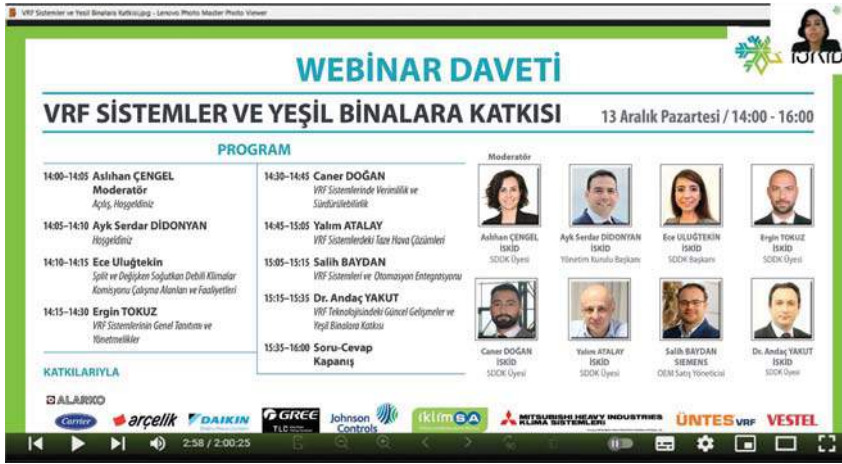 VRF Sistemler ve Yesil Binalara Katkisi.jpg - Lenovo Photo Master Photo Viewer
İSKİD
WEBİNAR DAVETİ
VRF SİSTEMLER VE YEŞİL BİNALARA KATKISI
13 Aralık Pazartesi / 14:00 - 16:00
PROGRAM
14:00–14:05 Aslıhan ÇENGEL
Moderatör
Açılış, Hoşgeldiniz
14:05–14:10 Ayk Serdar DİDONYAN
Hoşgeldiniz
14:10–14:15 Ece Uluğtekin
Split ve Değişken Soğutkan Debili Klimalar
Komisyonu Çalışma Alanları ve Faaliyetleri
14:15–14:30 Ergin TOKUZ
VRF Sistemlerinin Genel Tanıtımı ve
Yönetmelikler
14:30–14:45 Caner DOĞAN
VRF Sistemlerinde Verimlilik ve
Sürdürülebilirlik
14:45–15:05 Yalım ATALAY
VRF Sistemlerdeki Taze Hava Çözümleri
15:05–15:15 Salih BAYDAN
VRF Sistemleri ve Otomasyon Entegrasyonu
15:15–15:35 Dr. Andaç YAKUT
VRF Teknolojisindeki Güncel Gelişmeler ve
Yeşil Binalara Katkısı
15:35–16:00 Soru-Cevap
Kapanış
Moderatör
Aslıhan ÇENGEL
İSKİD
SDDK Üyesi
Ayk Serdar DİDONYAN
İSKİD
Yönetim Kurulu Başkanı
Ece ULUĞTEKİN
İSKİD
SDDK Başkanı
Ergin TOKUZ
İSKİD
SDDK Üyesi
Caner DOĞAN
İSKİD
SDDK Üyesi
Yalım ATALAY
İSKİD
SDDK Üyesi
Salih BAYDAN
SIEMENS
OEM Satış Yöneticisi
Dr. Andaç YAKUT
İSKİD
SDDK Üyesi
KATKILARIYLA
ALARKO
Carrier
arçelik
DAIKIN
GREE
TLC
Johnson
Controls
iklimSA
MITSUBISHI HEAVY INDUSTRIES
KLIMA SİSTEMLERİ
ÜNTES VRF
VESTEL
2:58 / 2:00:25